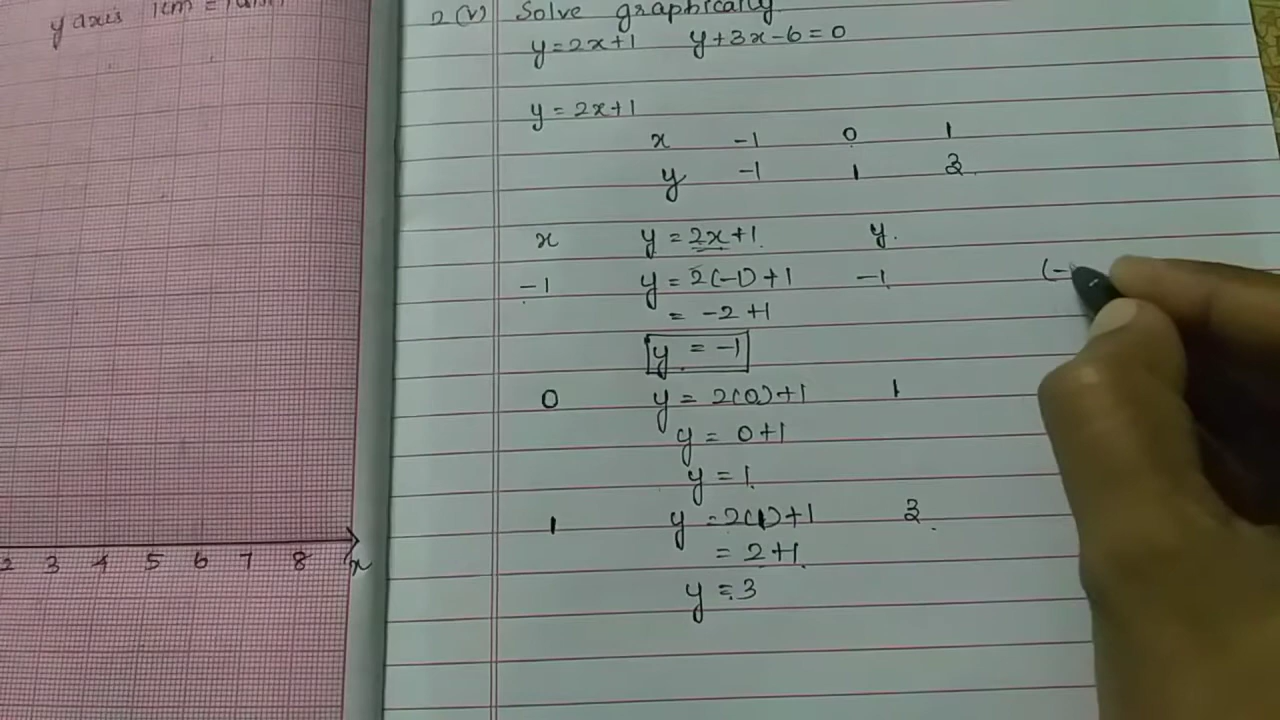 y axis 1cm = 1unit
2 3 4 5 6 7 8 x
2(v) Solve graphically
y=2x+1 y+3x-6=0
y = 2x+1
x -1 0 1
y -1 1 3
x y = 2x+1 y
-1 y = 2(-1)+1 -1 (-
= -2+1
y = -1
0 y = 2(0)+1 1
y = 0+1
y = 1
1 y = 2(1)+1 3
= 2+1
y = 3